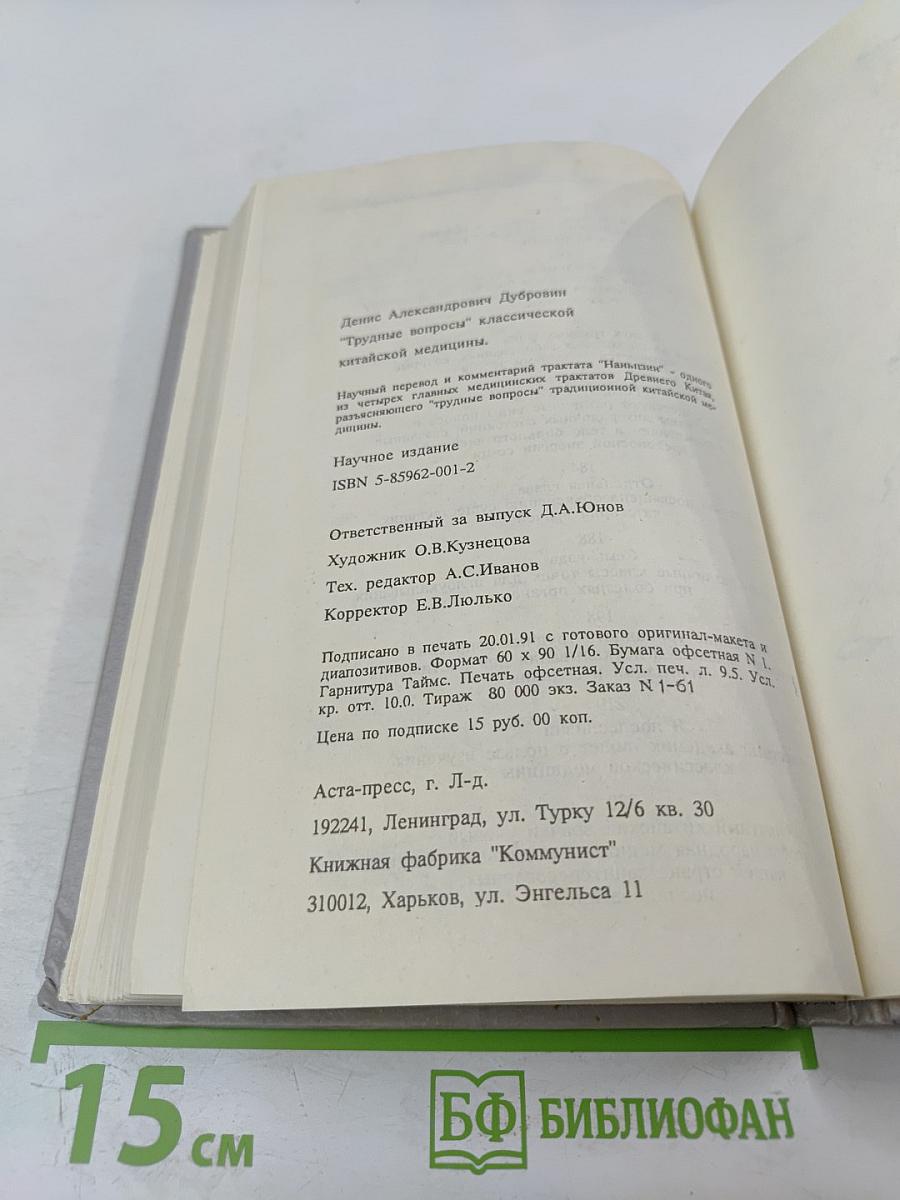 Денис Александрович Дубровин
"Трудные вопросы" классической
китайской медицины.
Научный перевод и комментарий трактата "Наньцзин" - одного
из четырех главных медицинских трактатов Древнего Китая,
разъясняющего "трудные вопросы" традиционной китайской ме-
дицины.
Научное издание
ISBN 5-85962-001-2
Ответственный за выпуск Д.А.Юнов
Художник О.В.Кузнецова
Тех. редактор А.С.Иванов
Корректор Е.В.Люлько
Подписано в печать 20.01.91 с готового оригинал-макета и
диапозитивов. Формат 60 х 90 1/16. Бумага офсетная N 1.
Гарнитура Таймс. Печать офсетная. Усл. печ. л. 9.5. Усл.
кр. отт. 10.0. Тираж 80 000 экз. Заказ N 1-61
Цена по подписке 15 руб. 00 коп.
Аста-пресс, г. Л-д.
192241, Ленинград, ул. Турку 12/6 кв. 30
Книжная фабрика "Коммунист"
310012, Харьков, ул. Энгельса 11
15 см
БФ БИБЛИОФАН